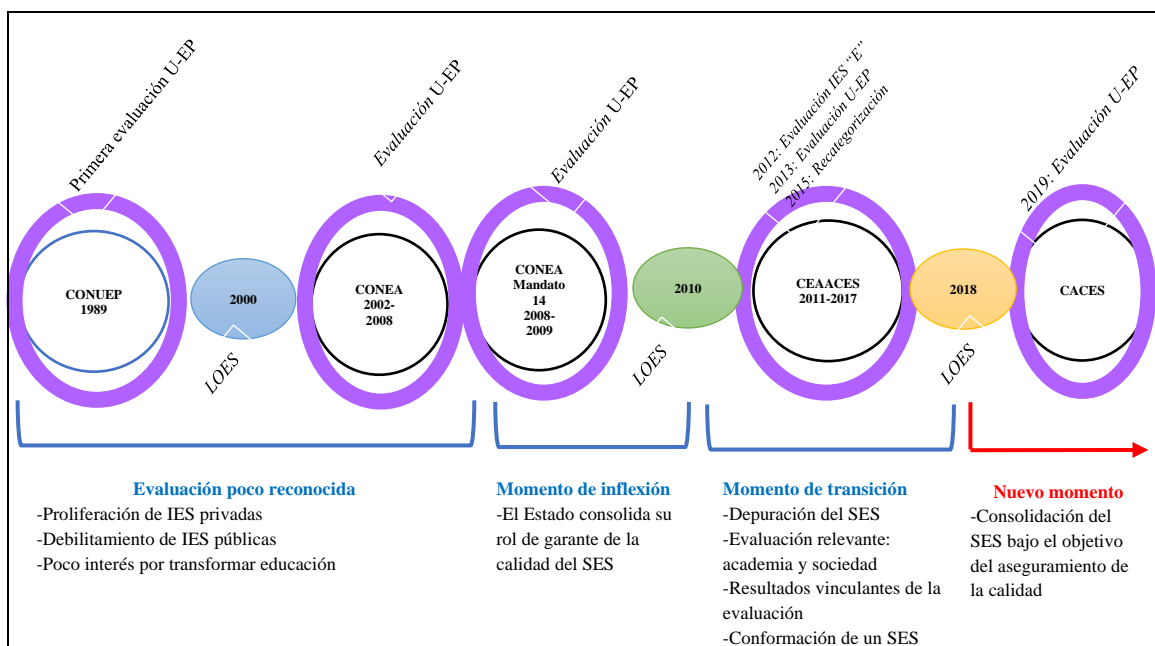 Primera evaluación U-EP
Evaluación U-EP
Evaluación U-EP
2012: Evaluación IES “E”
2013: Evaluación U-EP
2015: Recategorización
2019: Evaluación U-EP
CONUEP
1989
2000
LOES
CONEA
2002-
2008
CONEA
Mandato
14
2008-
2009
2010
LOES
CEAACES
2011-2017
2018
LOES
CACES
Evaluación poco reconocida
-Proliferación de IES privadas
-Debilitamiento de IES públicas
-Poco interés por transformar educación
Momento de inflexión
-El Estado consolida su
rol de garante de la
calidad del SES
Momento de transición
-Depuración del SES
-Evaluación relevante:
academia y sociedad
-Resultados vinculantes de la
evaluación
-Conformación de un SES
Nuevo momento
-Consolidación del
SES bajo el objetivo
del aseguramiento de
la calidad